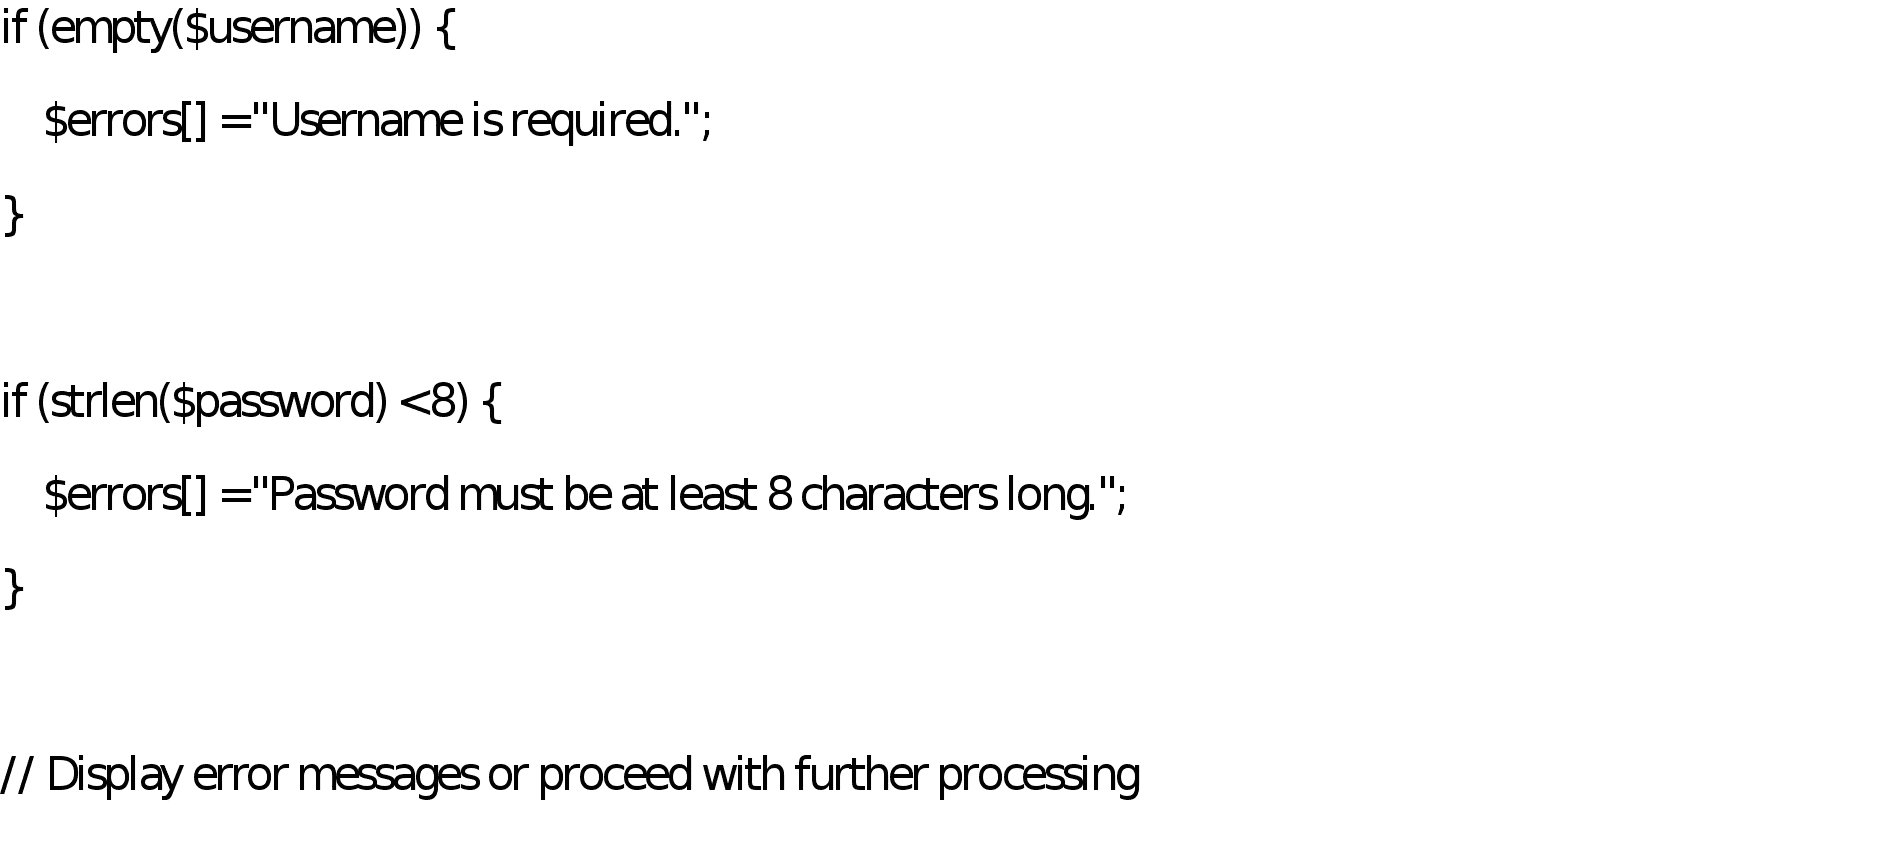 if (empty($username)) {
    $errors[] ="Username is required.";
}
if (strlen($password) <8) {
    $errors[] ="Password must be at least 8 characters long.";
}
// Display error messages or proceed with further processing